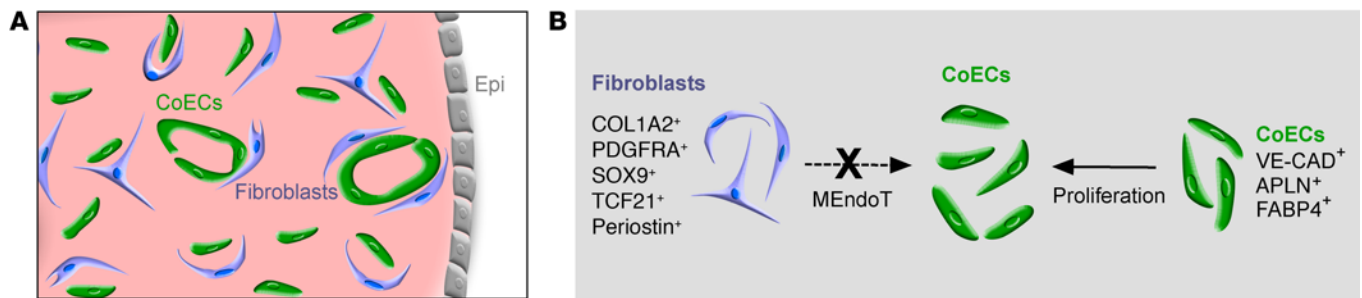 A
CoECs
Fibroblasts
Epi
B
Fibroblasts
COL1A2⁺
PDGFRA⁺
SOX9⁺
TCF21⁺
Periostin⁺
X
MEndoT
CoECs
Proliferation
CoECs
VE-CAD⁺
APLN⁺
FABP4⁺